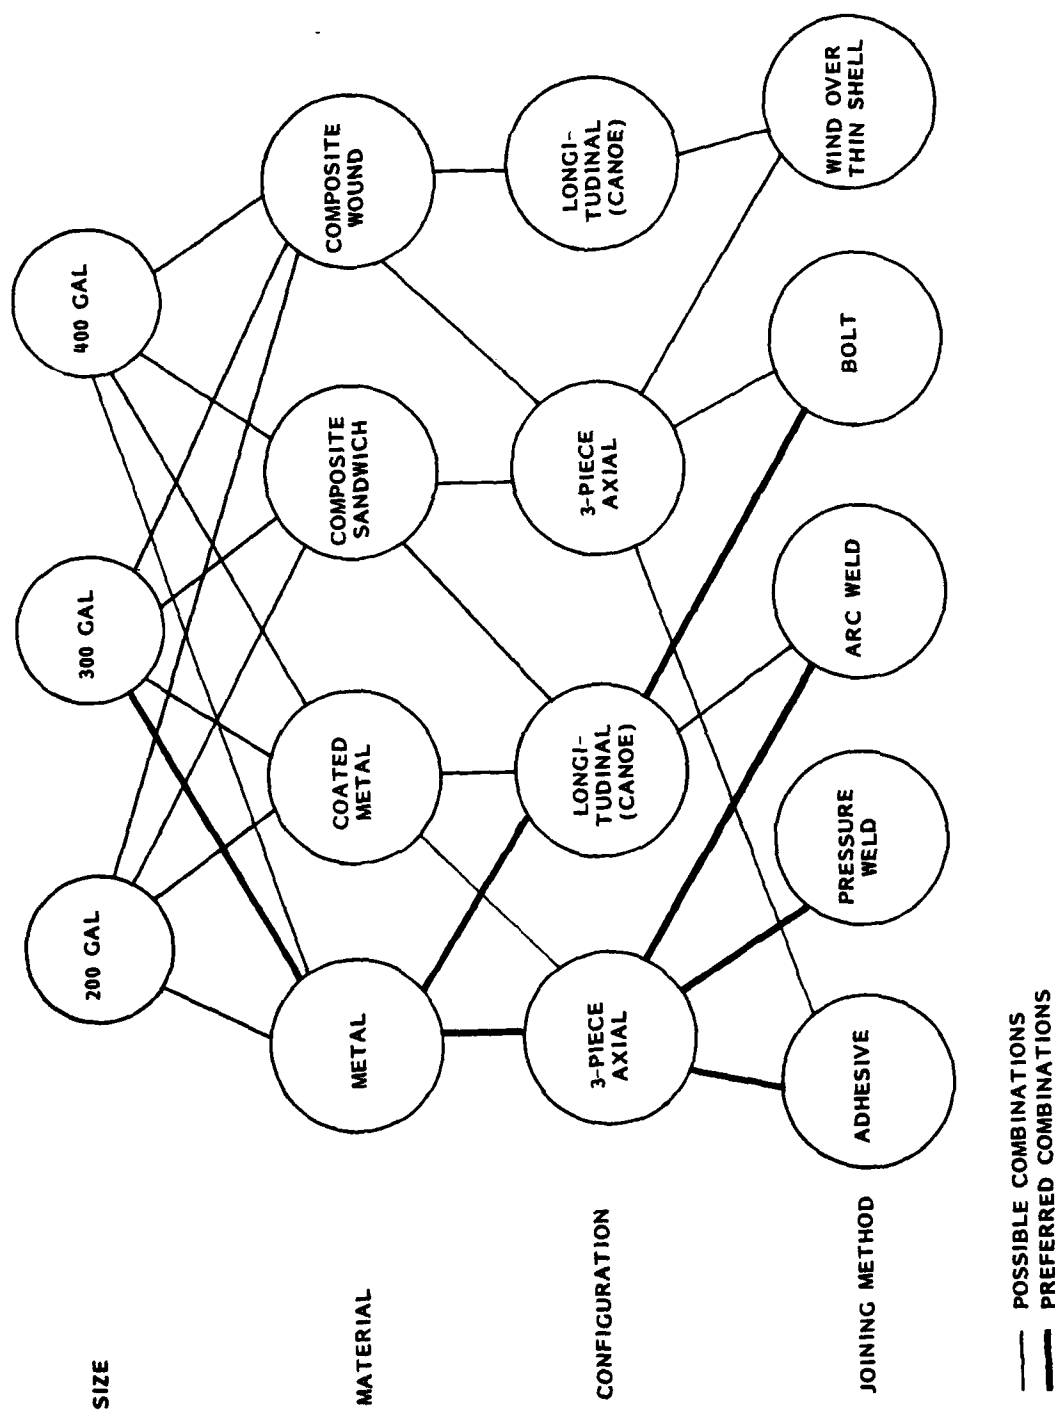 SIZE
200 GAL
300 GAL
400 GAL
MATERIAL
METAL
COATED
METAL
COMPOSITE
SANDWICH
COMPOSITE
WOUND
CONFIGURATION
3-PIECE
AXIAL
LONGI-
TUDINAL
(CANOE)
3-PIECE
AXIAL
LONGI-
TUDINAL
(CANOE)
JOINING METHOD
ADHESIVE
PRESSURE
WELD
ARC WELD
BOLT
WIND OVER
THIN SHELL
POSSIBLE COMBINATIONS
PREFERRED COMBINATIONS